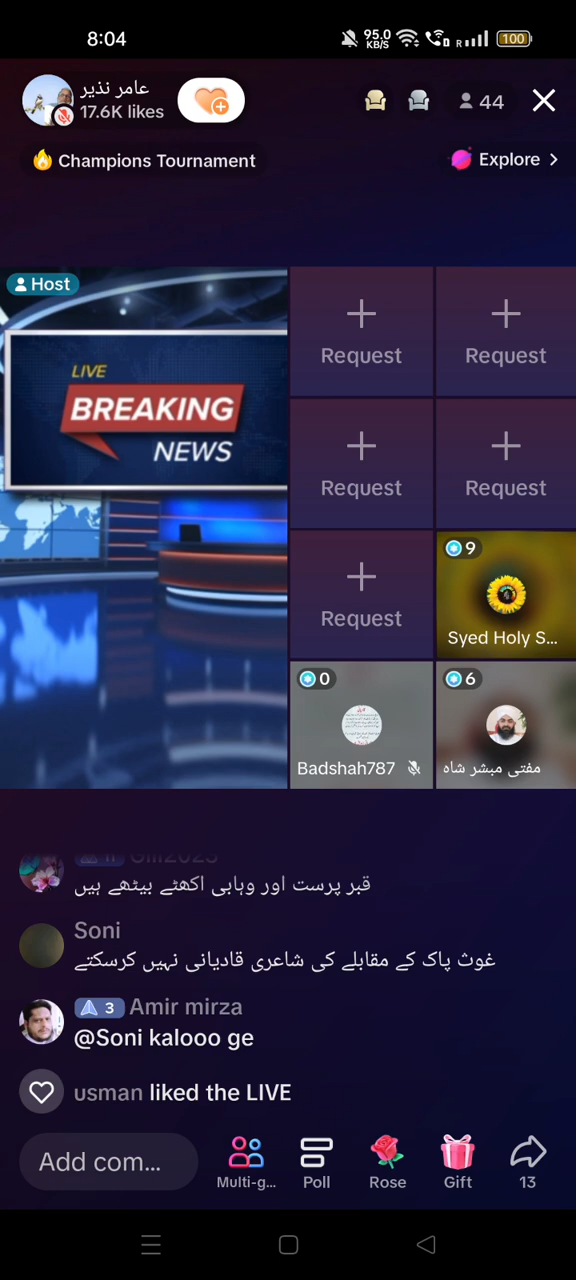 8:04
95.0
KB/S
R
100
عامر نذیر
17.6K likes
44
Champions Tournament
Explore
Host
LIVE
BREAKING
NEWS
Request
Request
Request
Request
Request
9
Syed Holy S...
0
Badshah787
6
مفتی مبشر شاہ
قبر پرست اور وہابی اکھٹے بیٹھے ہیں
Soni
غوث پاک کے مقابلے کی شاعری قادیانی نہیں کرسکتے
3 Amir mirza
@Soni kalooo ge
usman liked the LIVE
Add com...
Multi-g...
Poll
Rose
Gift
13